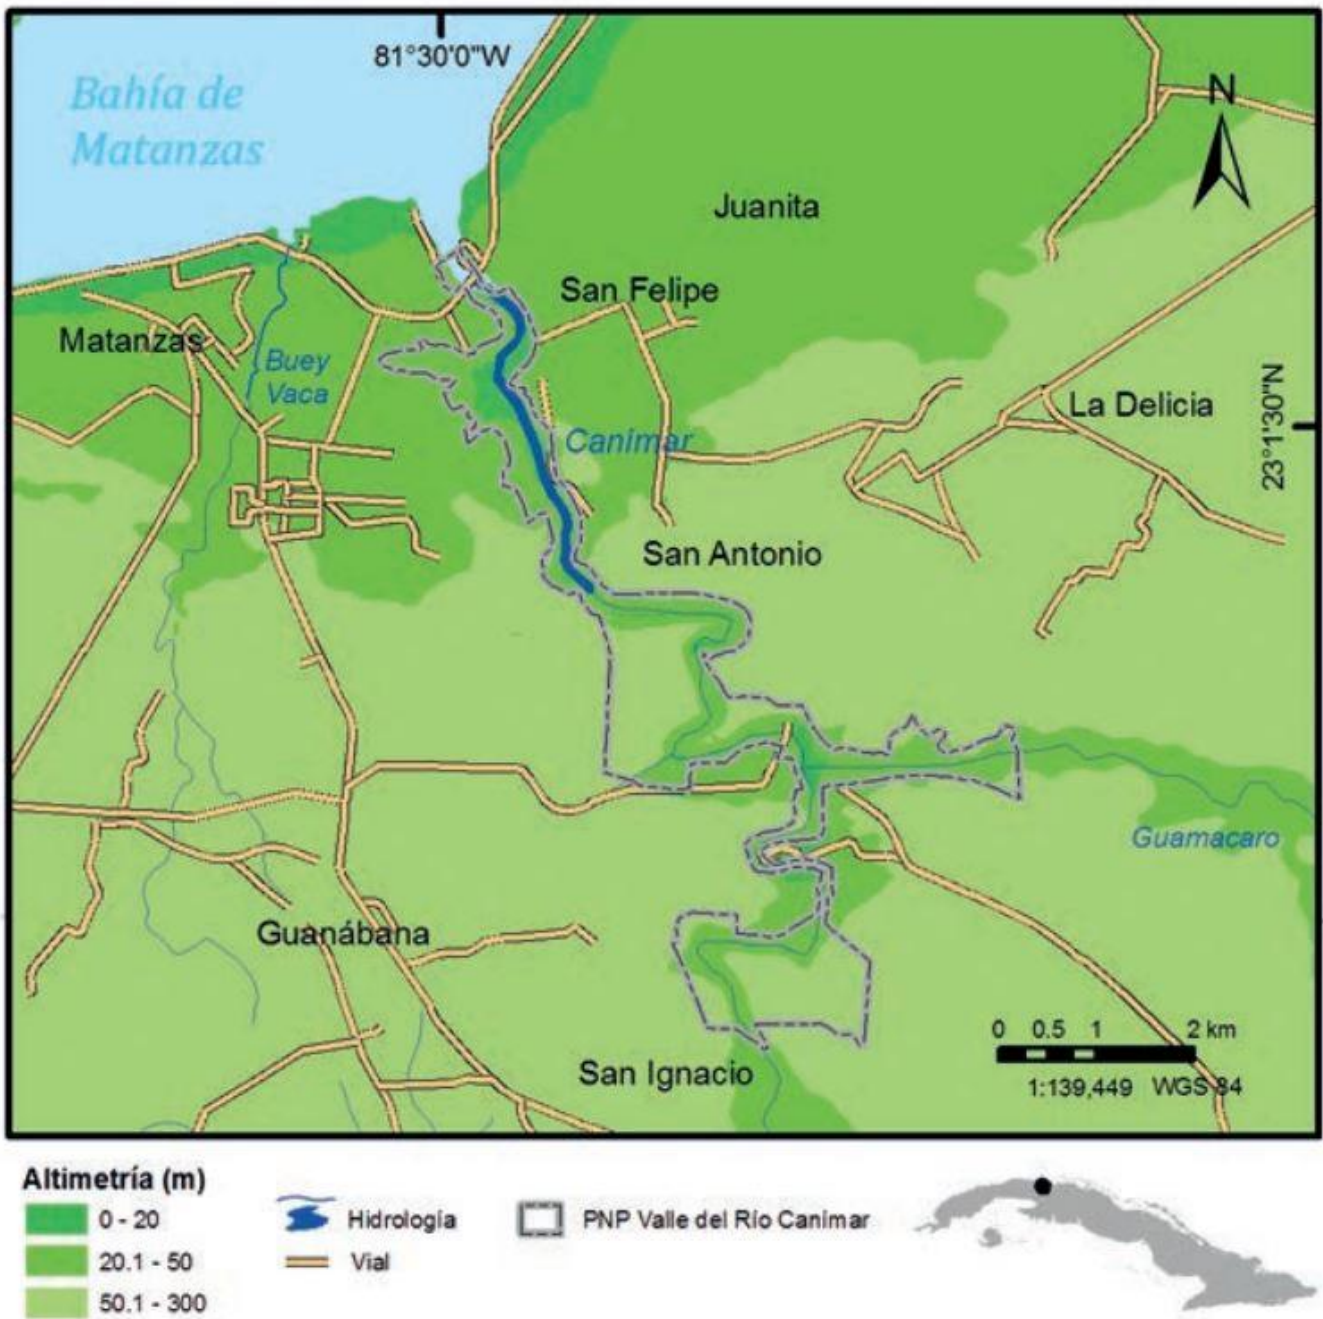 81°30'0"W
Bahía de
Matanzas
N
Juanita
San Felipe
Matanzas
Buey
Vaca
La Delicia
23°1'30"N
Canímar
San Antonio
Guamacaro
Guanábana
San Ignacio
0 0.5 1 2 km
1:139,449 WGS 84
Altimetría (m)
0 - 20
20.1 - 50
50.1 - 300
Hidrología
Vial
PNP Valle del Río Canímar